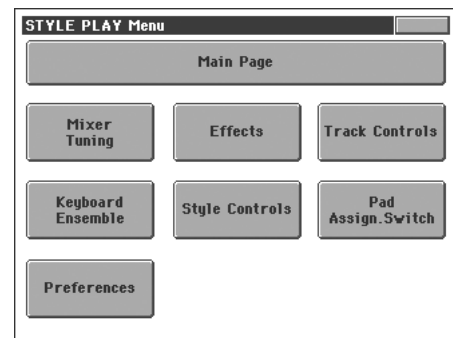 STYLE PLAY Menu
Main Page
Mixer
Tuning
Effects
Track Controls
Keyboard
Ensemble
Style Controls
Pad
Assign.Switch
Preferences